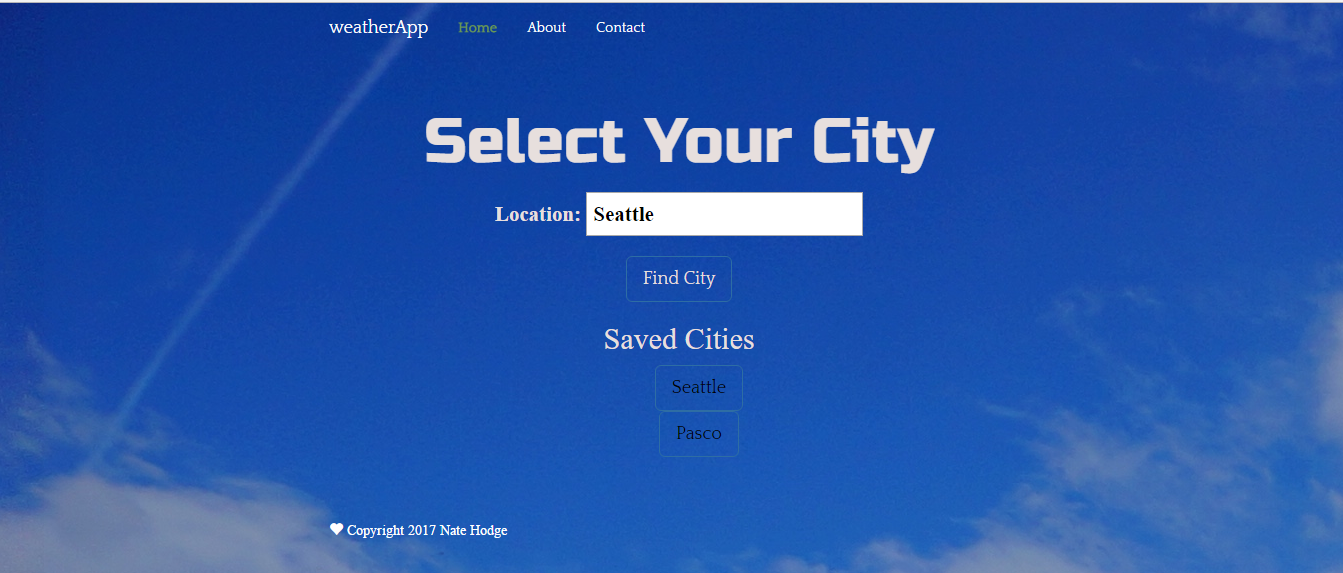 weatherApp Home About Contact
Select Your City
Location: Seattle
Find City
Saved Cities
Seattle
Pasco
Copyright 2017 Nate Hodge